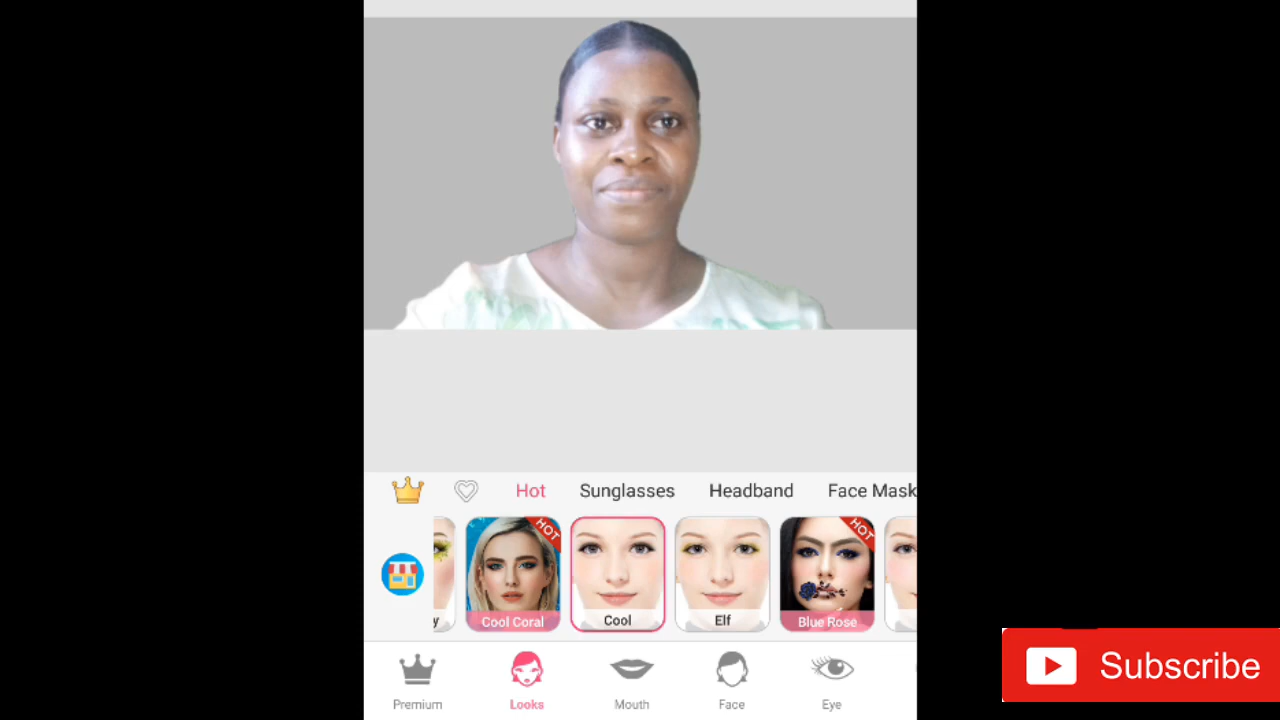 Hot Sunglasses Headband Face Mask
y Cool Coral Cool Elf Blue Rose
HOT HOT
Premium Looks Mouth Face Eye
Subscribe